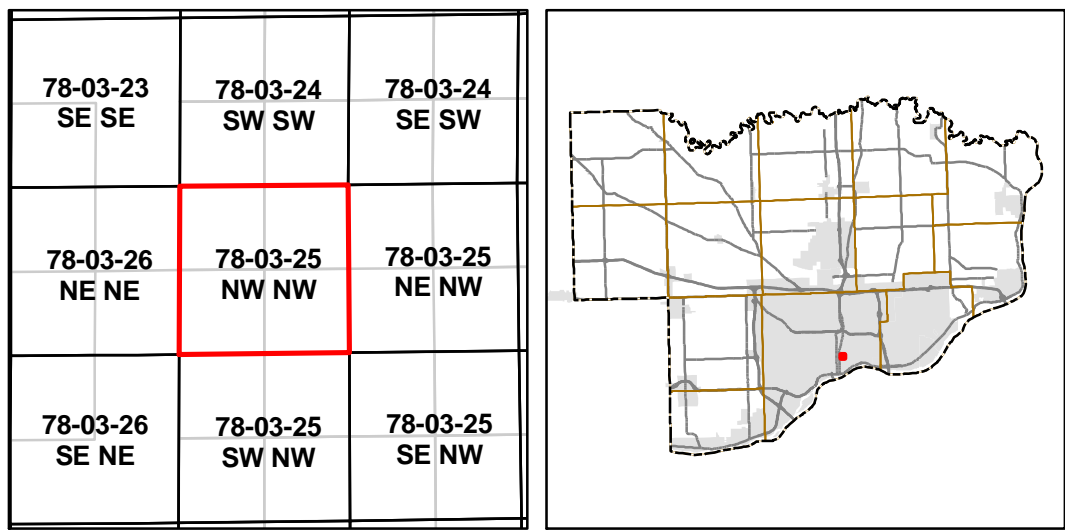 78-03-23
SE SE
78-03-24
SW SW
78-03-24
SE SW
78-03-26
NE NE
78-03-25
NW NW
78-03-25
NE NW
78-03-26
SE NE
78-03-25
SW NW
78-03-25
SE NW